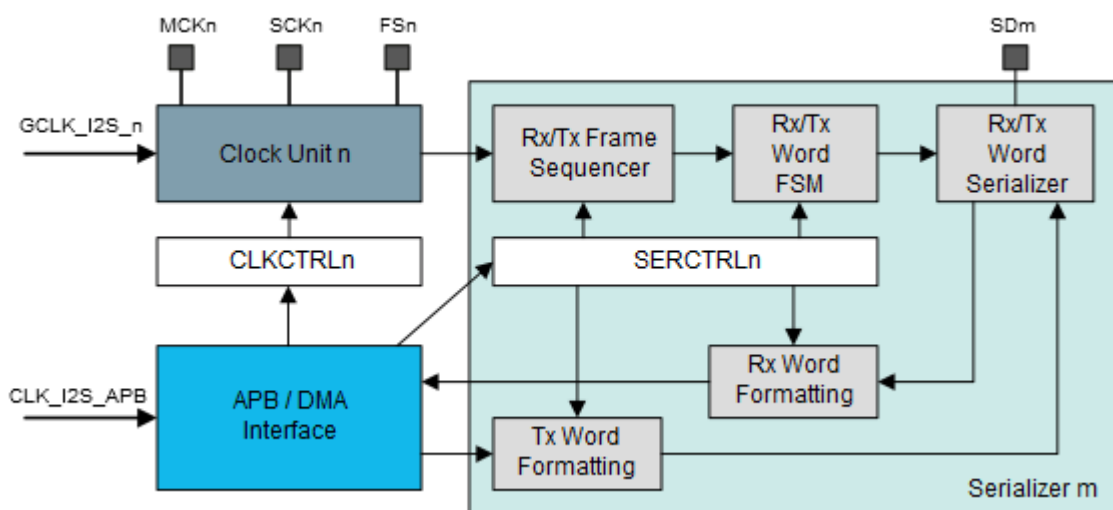 MCKn
SCKn
FSn
SDm
GCLK_I2S_n
Clock Unit n
Rx/Tx Frame
Sequencer
Rx/Tx
Word
FSM
Rx/Tx
Word
Serializer
CLKCTRLn
SERCTRLn
CLK_I2S_APB
APB / DMA
Interface
Rx Word
Formatting
Tx Word
Formatting
Serializer m